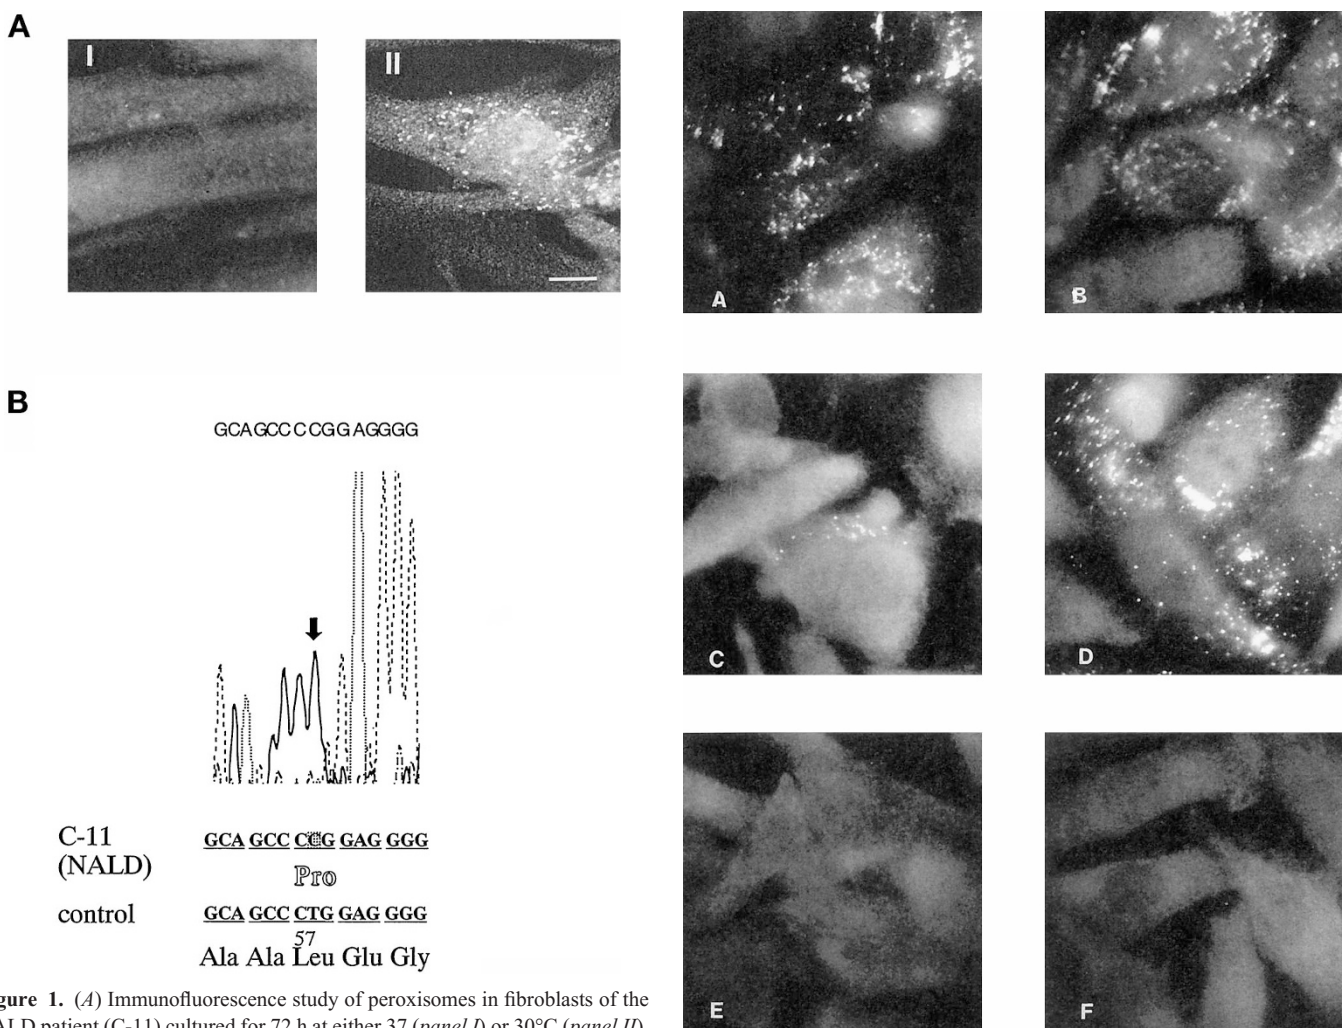 A
I
II
B
GCAGCCCCGGAGGGG
C-11
(NALD)
GCA GCC CCG GAG GGG
Pro
control
GCA GCC CTG GAG GGG
57
Ala Ala Leu Glu Gly
gure 1. (A) Immunofluorescence study of peroxisomes in fibroblasts of the
ALD patient (C-11) cultured for 72 h at either 37 (panel I) or 30°C (panel II).
A
B
C
D
E
F